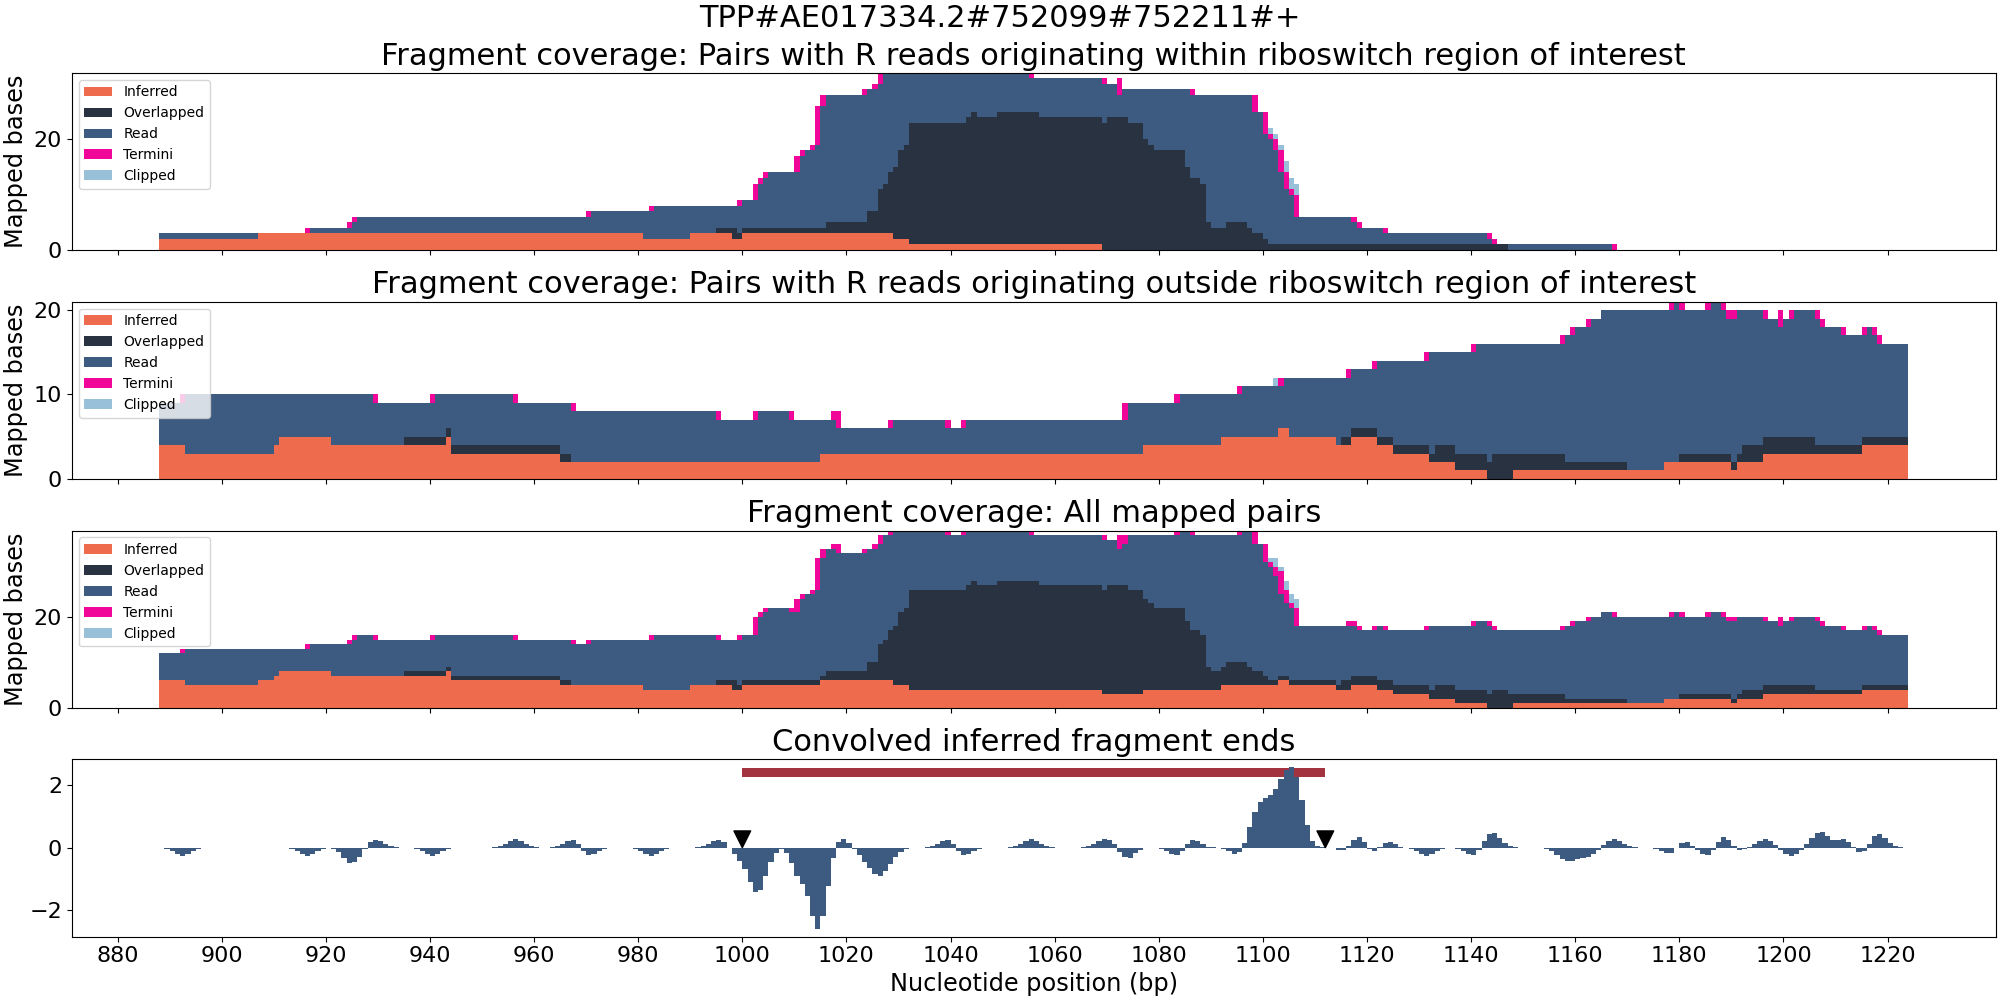 TPP#AE017334.2#752099#752211#+
Fragment coverage: Pairs with R reads originating within riboswitch region of interest
Mapped bases
20
0
Inferred
Overlapped
Read
Termini
Clipped
Fragment coverage: Pairs with R reads originating outside riboswitch region of interest
Mapped bases
20
10
0
Inferred
Overlapped
Read
Termini
Clipped
Fragment coverage: All mapped pairs
Mapped bases
20
0
Inferred
Overlapped
Read
Termini
Clipped
Convolved inferred fragment ends
2
0
−2
880 900 920 940 960 980 1000 1020 1040 1060 1080 1100 1120 1140 1160 1180 1200 1220
Nucleotide position (bp)